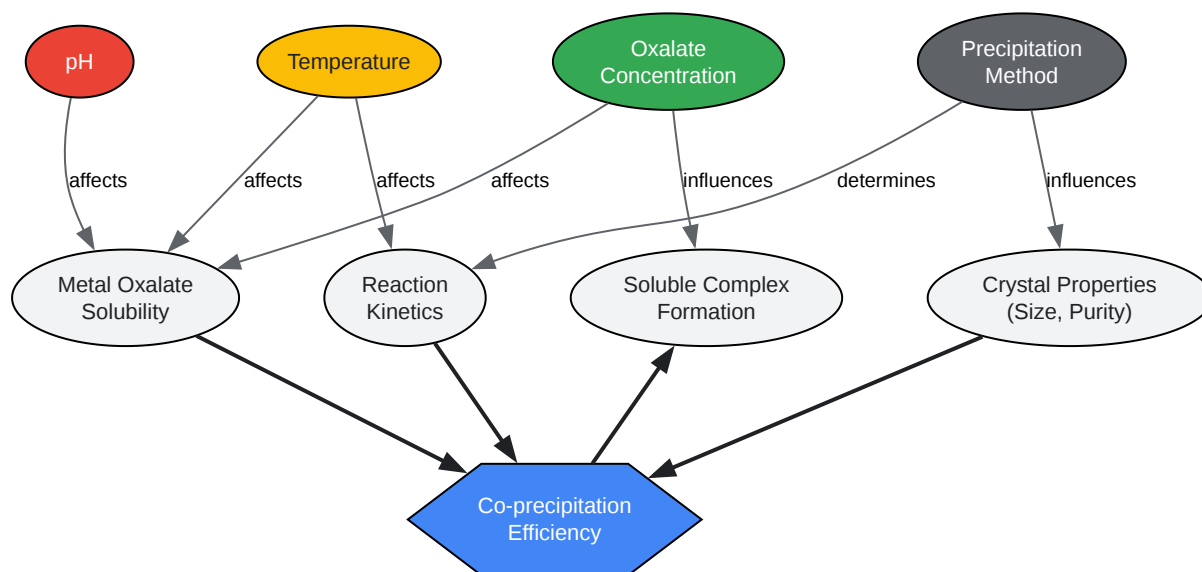 pH
Temperature
Oxalate
Concentration
Precipitation
Method
affects
affects
affects
affects
influences
determines
influences
Metal Oxalate
Solubility
Reaction
Kinetics
Soluble Complex
Formation
Crystal Properties
(Size, Purity)
Co-precipitation
Efficiency